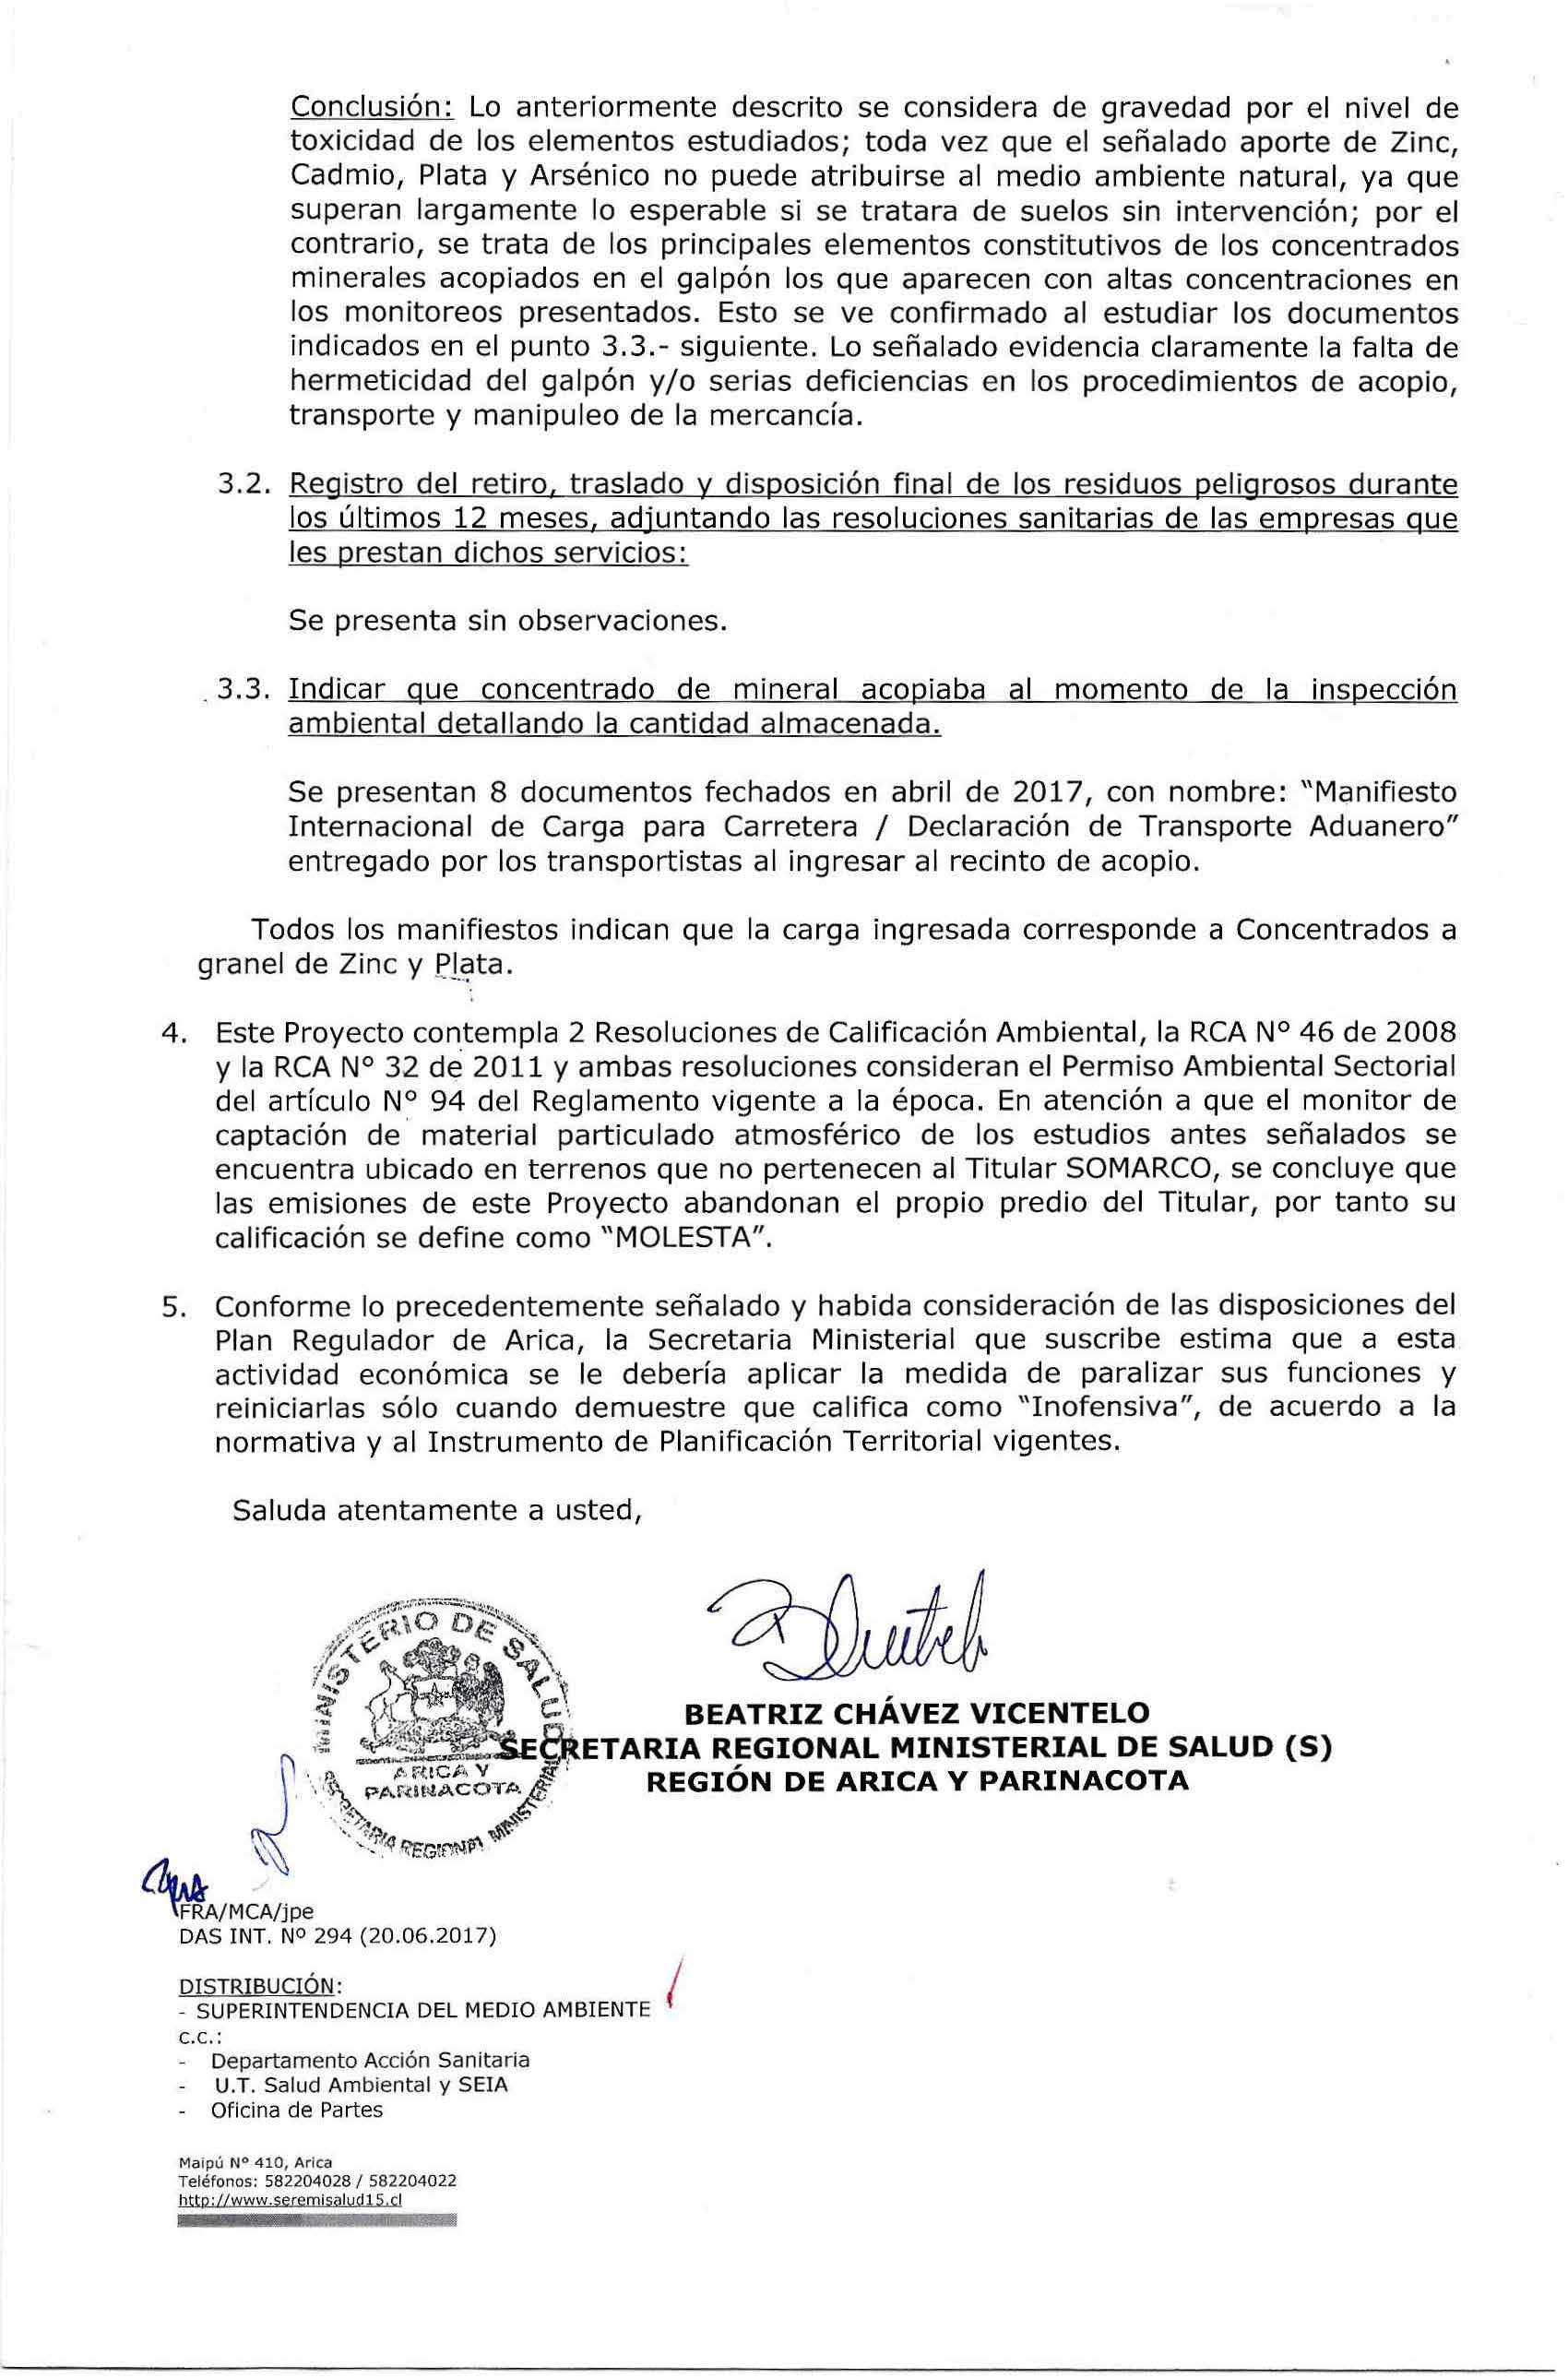 Conclusión: Lo anteriormente descrito se considera de gravedad por el nivel de
toxicidad de los elementos estudiados; toda vez que el señalado aporte de Zinc,
Cadmio, Plata y Arsénico no puede atribuirse al medio ambiente natural, ya que
superan largamente lo esperable si se tratara de suelos sin intervención; por el
contrario, se trata de los principales elementos constitutivos de los concentrados
minerales acopiados en el galpón los que aparecen con altas concentraciones en
los monitoreos presentados. Esto se ve confirmado al estudiar los documentos
indicados en el punto 3.3.- siguiente. Lo señalado evidencia claramente la falta de
hermeticidad del galpón y/o serias deficiencias en los procedimientos de acopio,
transporte y manipuleo de la mercancía.
3.2. Registro del retiro, traslado y disposición final de los residuos peligrosos durante
los últimos 12 meses, adjuntando las resoluciones sanitarias de las empresas que
les prestan dichos servicios:
Se presenta sin observaciones.
3.3. Indicar que concentrado de mineral acopiaba al momento de la inspección
ambiental detallando la cantidad almacenada.
Se presentan 8 documentos fechados en abril de 2017, con nombre: "Manifiesto
Internacional de Carga para Carretera / Declaración de Transporte Aduanero"
entregado por los transportistas al ingresar al recinto de acopio.
Todos los manifiestos indican que la carga ingresada corresponde a Concentrados a
granel de Zinc y Plata.
4. Este Proyecto contempla 2 Resoluciones de Calificación Ambiental, la RCA Nº 46 de 2008
y la RCA Nº 32 de 2011 y ambas resoluciones consideran el Permiso Ambiental Sectorial
del artículo Nº 94 del Reglamento vigente a la época. En atención a que el monitor de
captación de material particulado atmosférico de los estudios antes señalados se
encuentra ubicado en terrenos que no pertenecen al Titular SOMARCO, se concluye que
las emisiones de este Proyecto abandonan el propio predio del Titular, por tanto su
calificación se define como "MOLESTA".
5. Conforme lo precedentemente señalado y habida consideración de las disposiciones del
Plan Regulador de Arica, la Secretaria Ministerial que suscribe estima que a esta
actividad económica se le debería aplicar la medida de paralizar sus funciones y
reiniciarlas sólo cuando demuestre que califica como "Inofensiva", de acuerdo a la
normativa y al Instrumento de Planificación Territorial vigentes.
Saluda atentamente a usted,
MINISTERIO DE SALUD
ARICA Y
PARINACOTA
SECRETARIA REGIONAL MINISTERIAL
BEATRIZ CHÁVEZ VICENTELO
SECRETARIA REGIONAL MINISTERIAL DE SALUD (S)
REGIÓN DE ARICA Y PARINACOTA
FRA/MCA/jpe
DAS INT. Nº 294 (20.06.2017)
DISTRIBUCIÓN:
- SUPERINTENDENCIA DEL MEDIO AMBIENTE
c.c.:
- Departamento Acción Sanitaria
- U.T. Salud Ambiental y SEIA
- Oficina de Partes
Maipú Nº 410, Arica
Teléfonos: 582204028 / 582204022
http://www.seremisalud15.cl